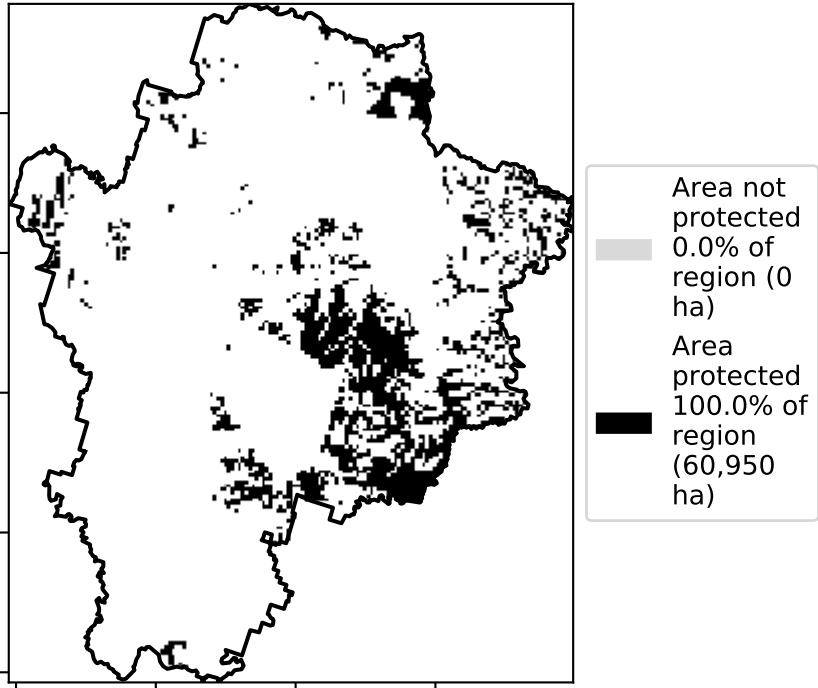 Area not
protected
0.0% of
region (0
ha)
Area
protected
100.0% of
region
(60,950
ha)